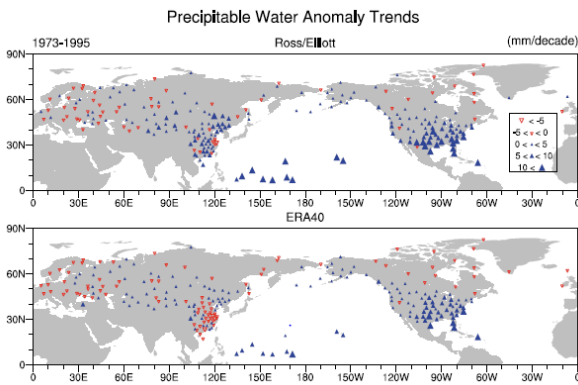 Precipitable Water Anomaly Trends
1973-1995 Ross/Elliott (mm/decade)
90N
60N
30N
0
< -5
-5 < < 0
0 < < 5
5 < < 10
10 <
0 30E 60E 90E 120E 150E 180 150W 120W 90W 60W 30W 0
ERA40
90N
60N
30N
0
0 30E 60E 90E 120E 150E 180 150W 120W 90W 60W 30W 0